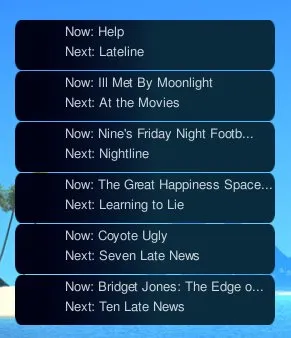 Now: Help
Next: Lateline
Now: Ill Met By Moonlight
Next: At the Movies
Now: Nine's Friday Night Footb...
Next: Nightline
Now: The Great Happiness Space...
Next: Learning to Lie
Now: Coyote Ugly
Next: Seven Late News
Now: Bridget Jones: The Edge o...
Next: Ten Late News